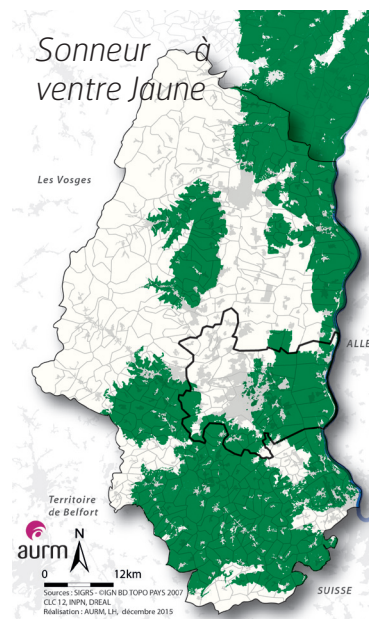 Sonneur à
ventre Jaune
Les Vosges
ALLE
Territoire
de Belfort
aurm
N
0 12km
SUISSE
Sources : SIGRS - ©IGN BD TOPO PAYS 2007
CLC 12, INPN, DREAL
Réalisation : AURM, LH, décembre 2015